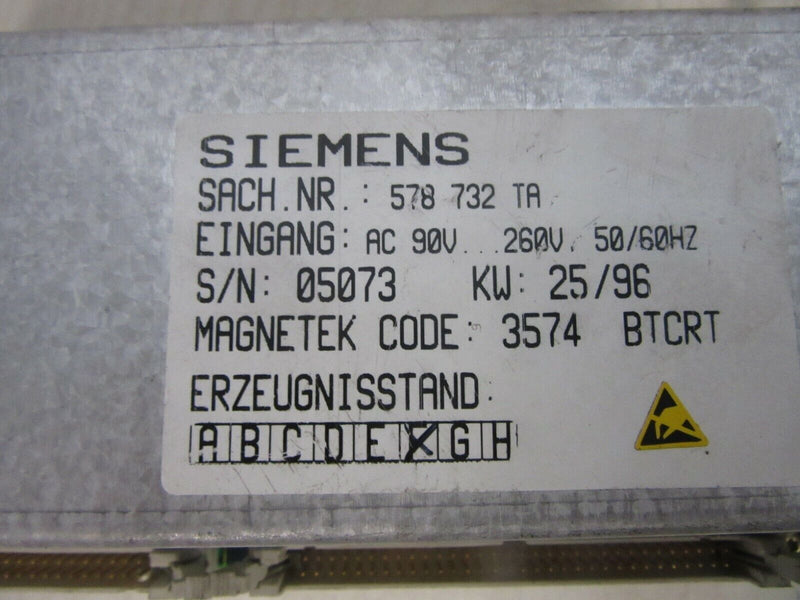 SIEMENS
SACH.NR.: 578 732 TA
EINGANG: AC 90V...260V, 50/60HZ
S/N: 05073 KW: 25/96
MAGNETEK CODE: 3574 BTCRT
ERZEUGNISSTAND:
A B C D E X G H